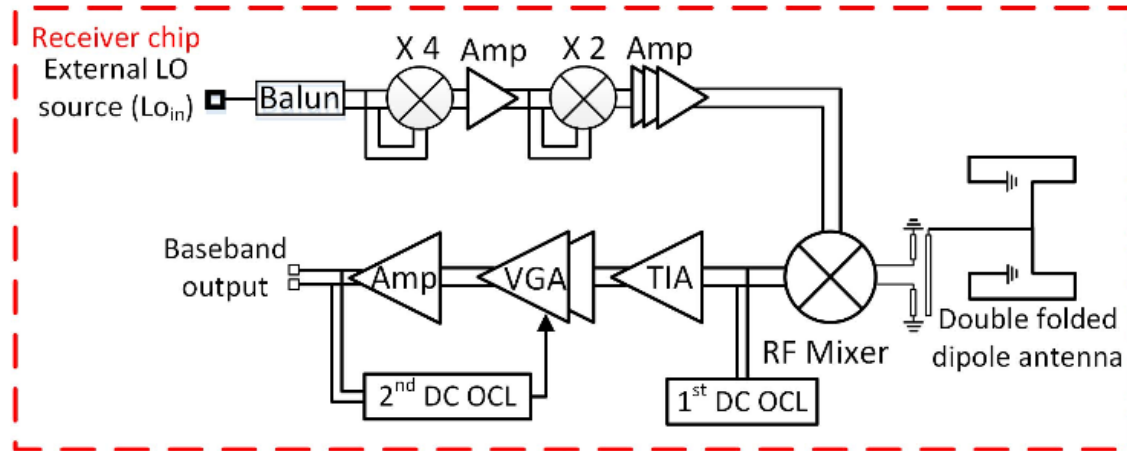 Receiver chip
External LO
source (Lo_in)
Balun
X 4
Amp
X 2
Amp
Baseband
output
Amp
VGA
TIA
RF Mixer
Double folded
dipole antenna
2nd DC OCL
1st DC OCL